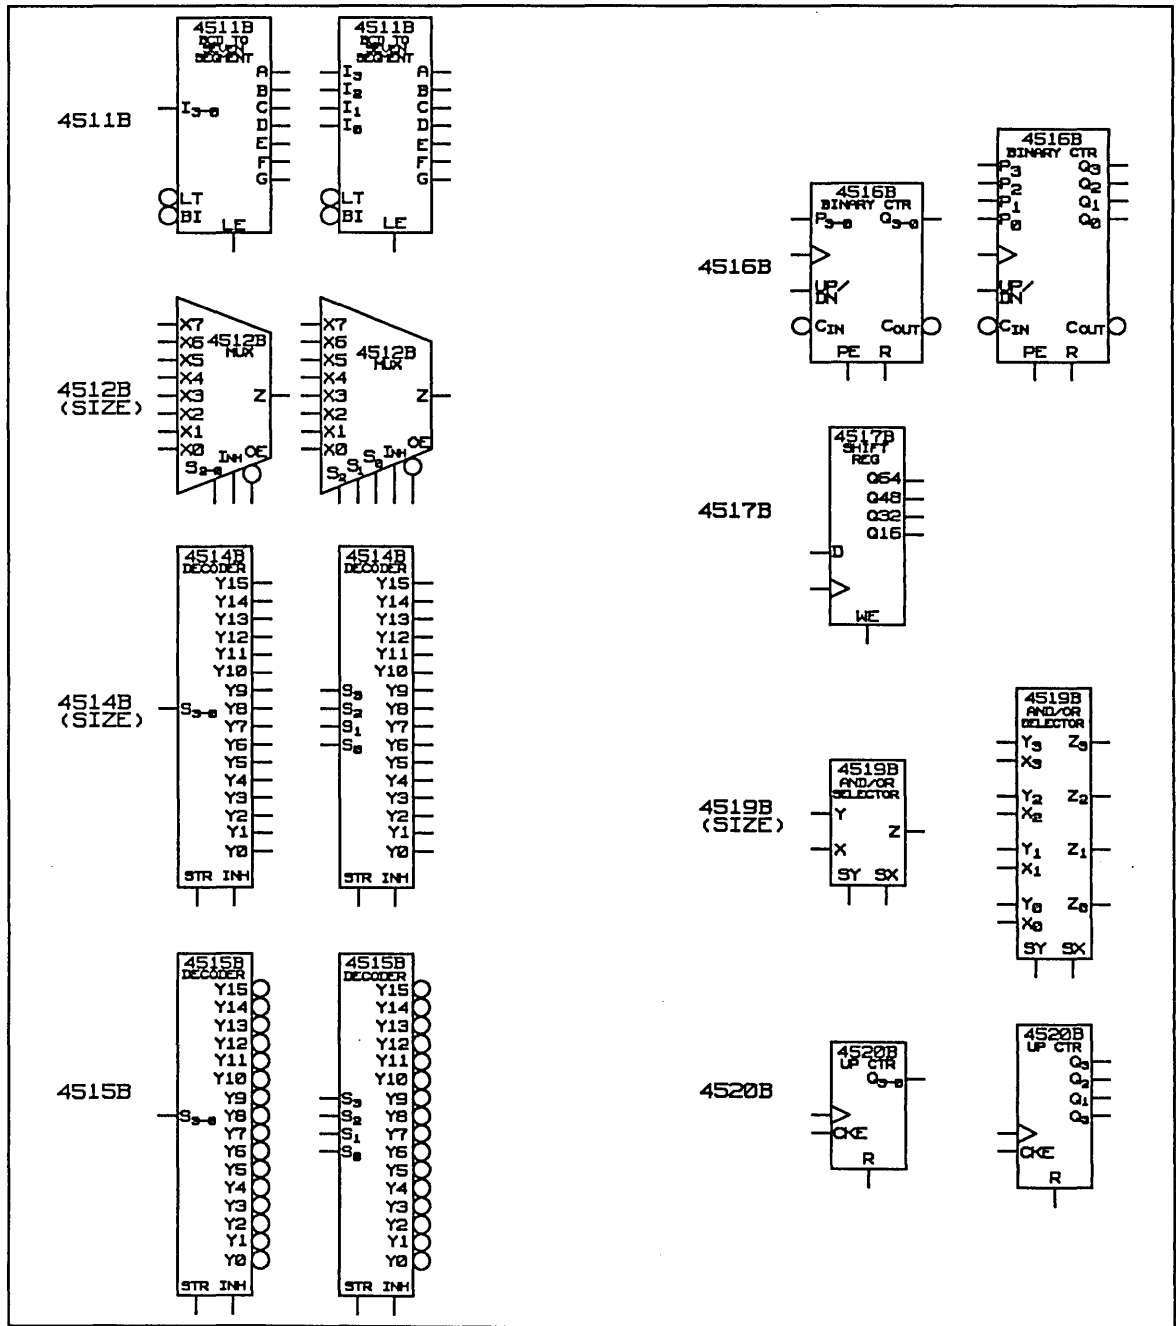 4511B
4511B
BCD TO
SEVEN
SEGMENT
I3-0
A
B
C
D
E
F
G
LT
BI
LE
4511B
BCD TO
SEVEN
SEGMENT
I3
I2
I1
I0
A
B
C
D
E
F
G
LT
BI
LE
4512B
(SIZE)
4512B
MUX
X7
X6
X5
X4
X3
X2
X1
X0
Z
S2-0
INH
OE
4512B
MUX
X7
X6
X5
X4
X3
X2
X1
X0
Z
S2
S1
S0
INH
OE
4514B
(SIZE)
4514B
DECODER
S3-0
Y15
Y14
Y13
Y12
Y11
Y10
Y9
Y8
Y7
Y6
Y5
Y4
Y3
Y2
Y1
Y0
STR INH
4514B
DECODER
S3
S2
S1
S0
Y15
Y14
Y13
Y12
Y11
Y10
Y9
Y8
Y7
Y6
Y5
Y4
Y3
Y2
Y1
Y0
STR INH
4515B
4515B
DECODER
S3-0
Y15
Y14
Y13
Y12
Y11
Y10
Y9
Y8
Y7
Y6
Y5
Y4
Y3
Y2
Y1
Y0
STR INH
4515B
DECODER
S3
S2
S1
S0
Y15
Y14
Y13
Y12
Y11
Y10
Y9
Y8
Y7
Y6
Y5
Y4
Y3
Y2
Y1
Y0
STR INH
4516B
4516B
BINARY CTR
P3-0 Q3-0
UP/
DN
CIN COUT
PE R
4516B
BINARY CTR
P3 Q3
P2 Q2
P1 Q1
P0 Q0
UP/
DN
CIN COUT
PE R
4517B
4517B
SHIFT
REG
Q64
Q48
Q32
Q16
D
WE
4519B
(SIZE)
4519B
AND/OR
SELECTOR
Y
Z
X
SY SX
4519B
AND/OR
SELECTOR
Y3 Z3
X3
Y2 Z2
X2
Y1 Z1
X1
Y0 Z0
X0
SY SX
4520B
4520B
UP CTR
Q3-0
CKE
R
4520B
UP CTR
Q3
Q2
Q1
Q3
CKE
R